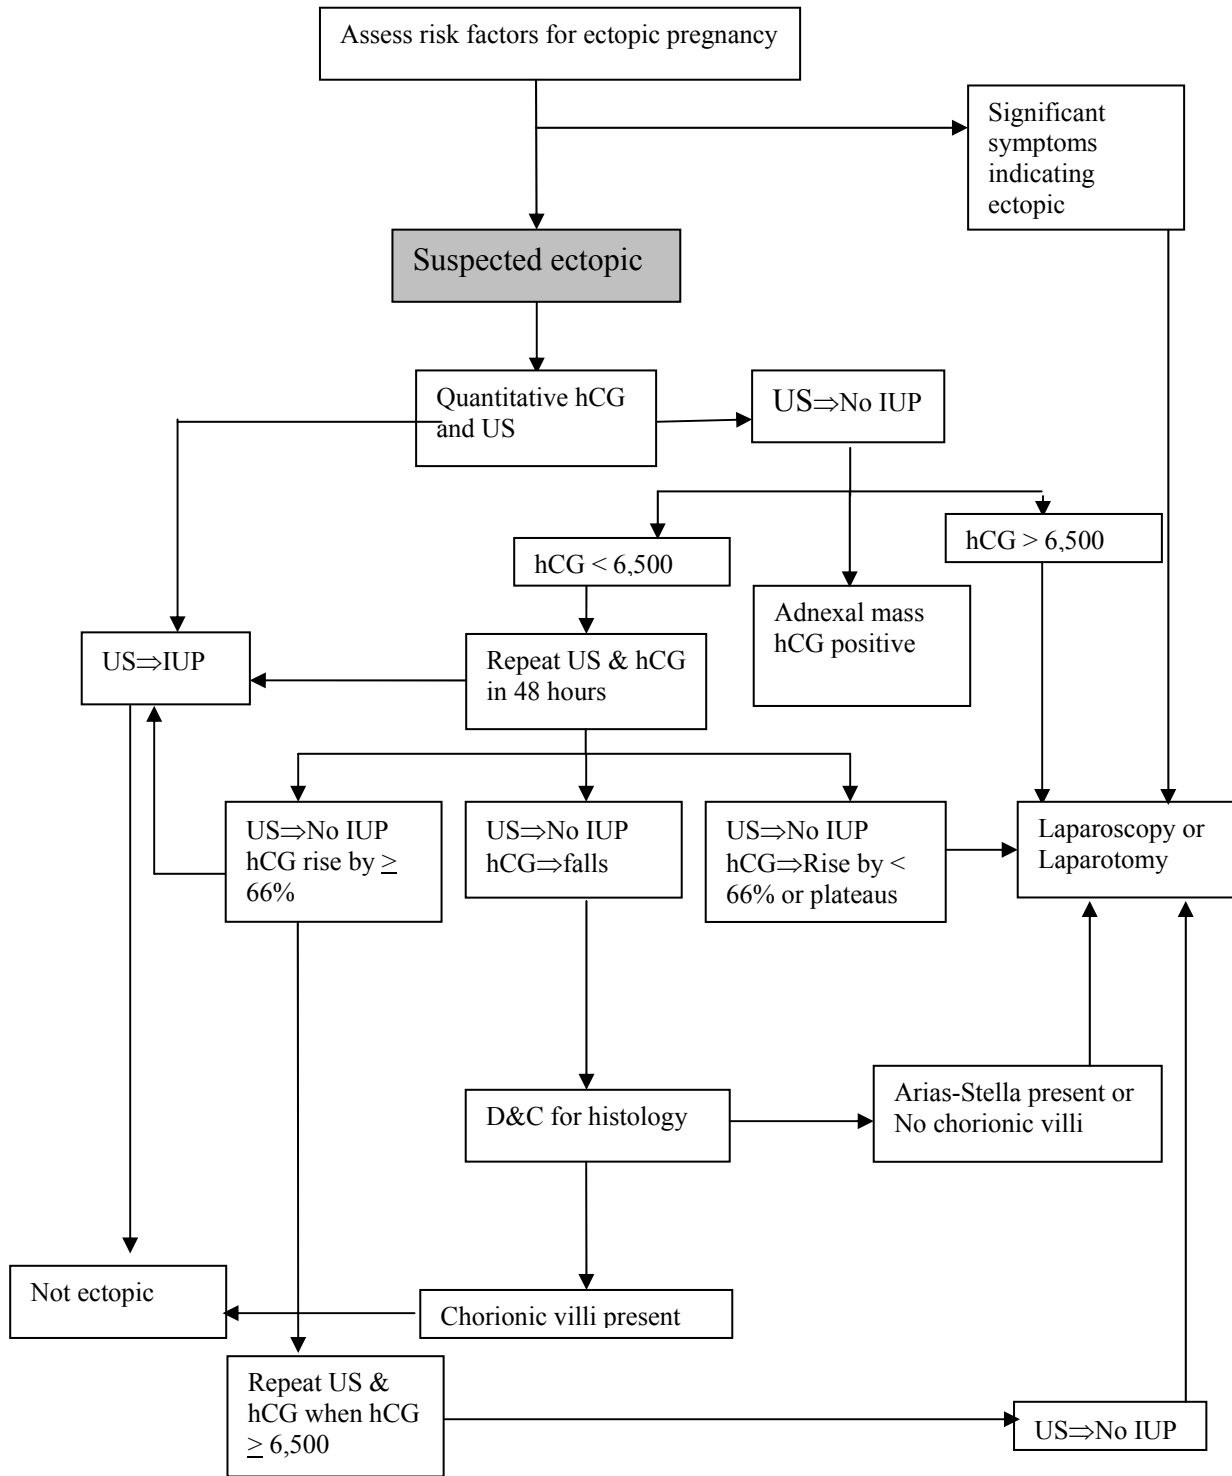 Assess risk factors for ectopic pregnancy
Significant
symptoms
indicating
ectopic
Suspected ectopic
Quantitative hCG
and US
US⇒No IUP
hCG < 6,500
hCG > 6,500
Adnexal mass
hCG positive
US⇒IUP
Repeat US & hCG
in 48 hours
US⇒No IUP
hCG rise by ≥
66%
US⇒No IUP
hCG⇒falls
US⇒No IUP
hCG⇒Rise by <
66% or plateaus
Laparoscopy or
Laparotomy
D&C for histology
Arias-Stella present or
No chorionic villi
Not ectopic
Chorionic villi present
Repeat US &
hCG when hCG
≥ 6,500
US⇒No IUP